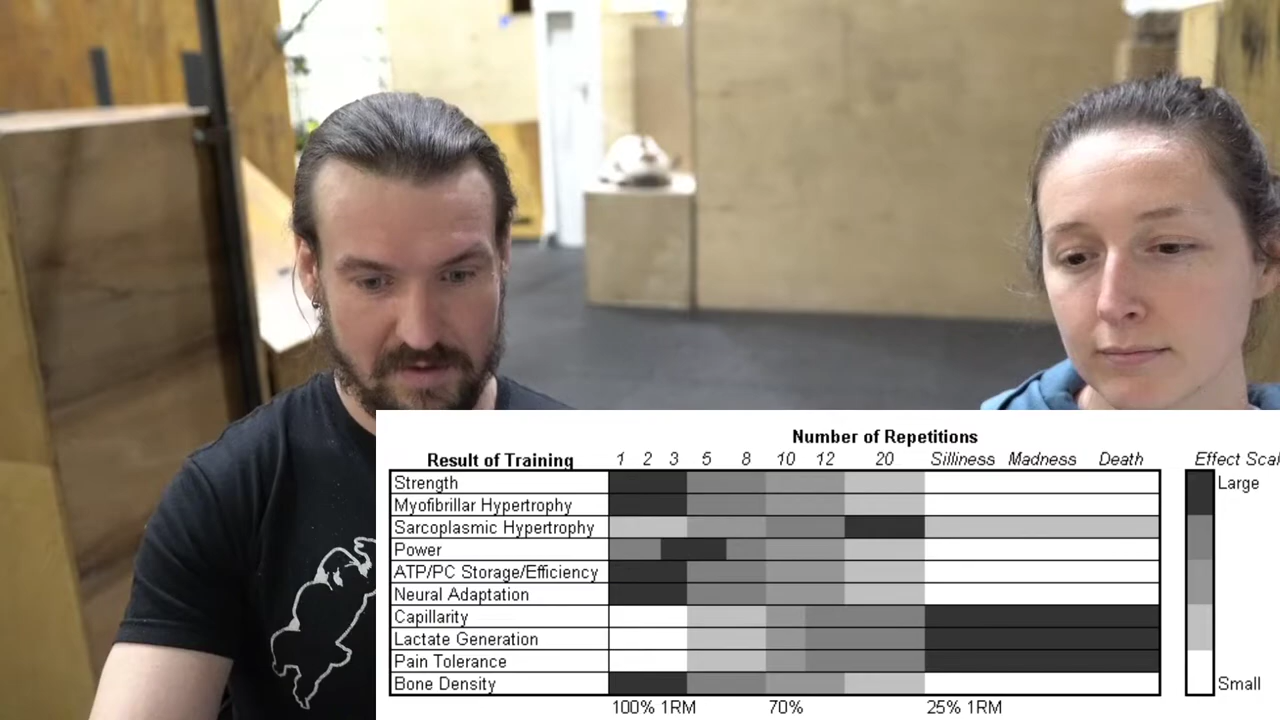 Number of Repetitions
Result of Training 1 2 3 5 8 10 12 20 Silliness Madness Death Effect Scal
Strength Large
Myofibrillar Hypertrophy
Sarcoplasmic Hypertrophy
Power
ATP/PC Storage/Efficiency
Neural Adaptation
Capillarity
Lactate Generation
Pain Tolerance
Bone Density Small
100% 1RM 70% 25% 1RM